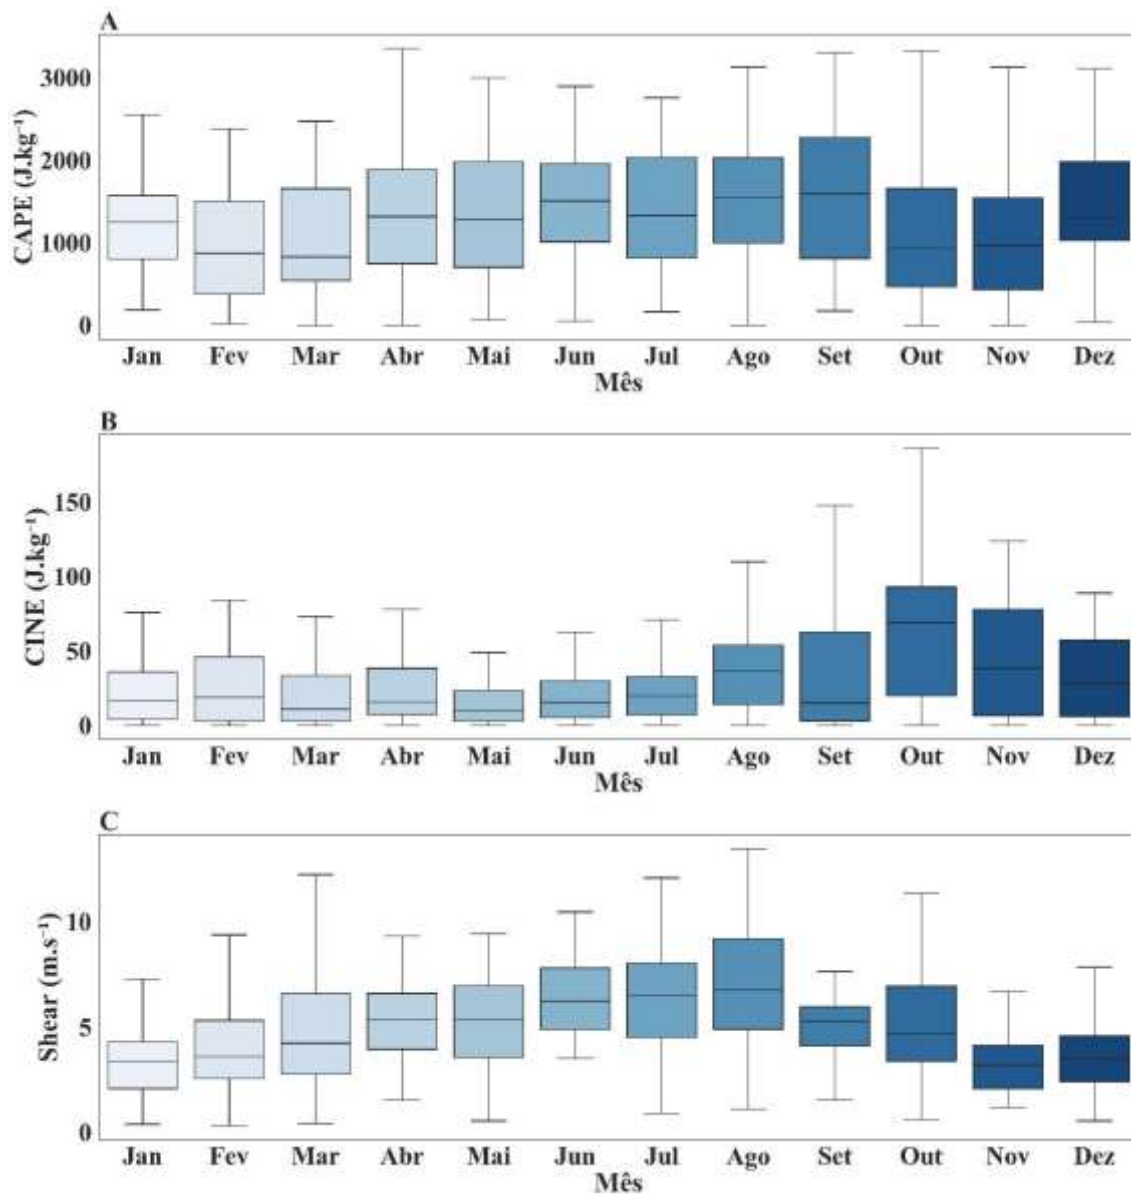 A
CAPE (J.kg⁻¹)
3000
2000
1000
0
Jan Fev Mar Abr Mai Jun Jul Ago Set Out Nov Dez
Mês
B
CINE (J.kg⁻¹)
150
100
50
0
Jan Fev Mar Abr Mai Jun Jul Ago Set Out Nov Dez
Mês
C
Shear (m.s⁻¹)
10
5
0
Jan Fev Mar Abr Mai Jun Jul Ago Set Out Nov Dez
Mês